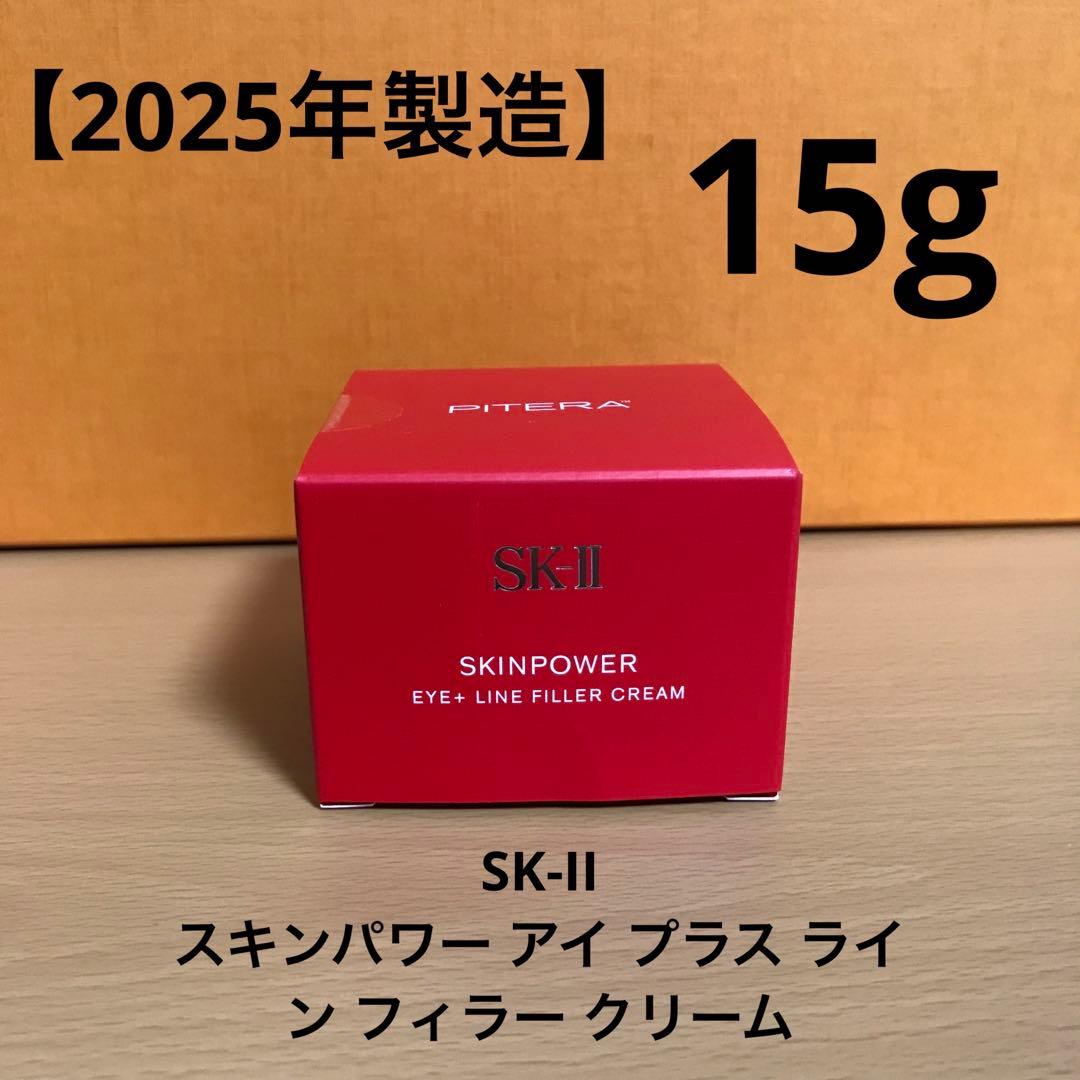 【2025年製造】
15g
PITERA™
SK-II
SKINPOWER
EYE+ LINE FILLER CREAM
SK-II
スキンパワー アイ プラス ライ
ン フィラー クリーム